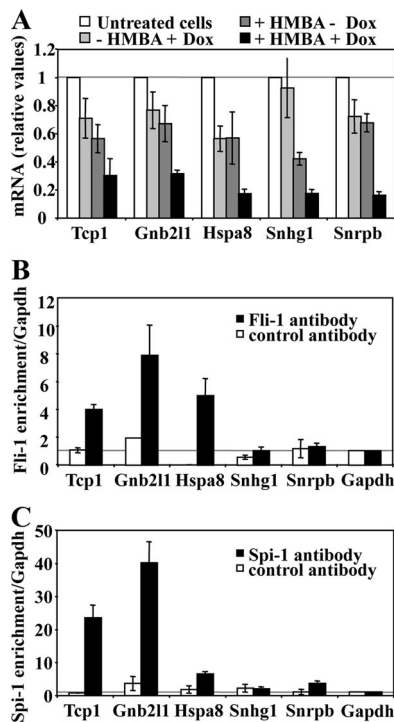 A
Untreated cells
+ HMBA - Dox
- HMBA + Dox
+ HMBA + Dox
mRNA (relative values)
1
0.8
0.6
0.4
0.2
0
Tcp1 Gnb2l1 Hspa8 Snhg1 Snrpb
B
Fli-1 enrichment/Gapdh
12
10
8
6
4
2
0
Fli-1 antibody
control antibody
Tcp1 Gnb2l1 Hspa8 Snhg1 Snrpb Gapdh
C
Spi-1 enrichment/Gapdh
50
40
30
20
10
0
Spi-1 antibody
control antibody
Tcp1 Gnb2l1 Hspa8 Snhg1 Snrpb Gapdh